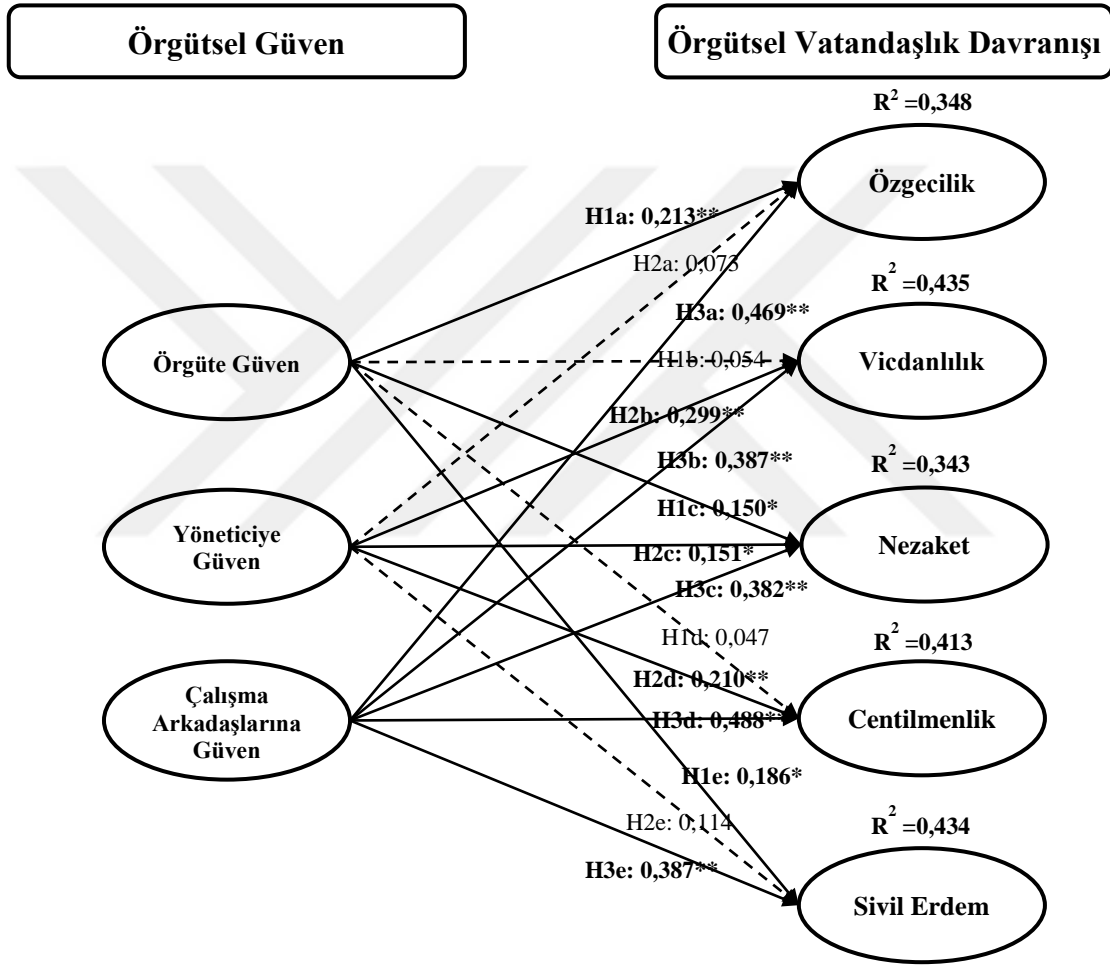 Örgütsel Güven
Örgütsel Vatandaşlık Davranışı
R² =0,348
Özgecilik
H1a: 0,213**
H2a: 0,073
R² =0,435
H3a: 0,469**
Örgüte Güven
H1b: 0,054
Vicdanlılık
H2b: 0,299**
H3b: 0,387**
R² =0,343
H1c: 0,150*
Yöneticiye
Güven
H2c: 0,151*
Nezaket
H3c: 0,382**
H1d: 0,047
R² =0,413
H2d: 0,210**
Çalışma
Arkadaşlarına
Güven
H3d: 0,488**
Centilmenlik
H1e: 0,186*
H2e: 0,114
R² =0,434
H3e: 0,387**
Sivil Erdem